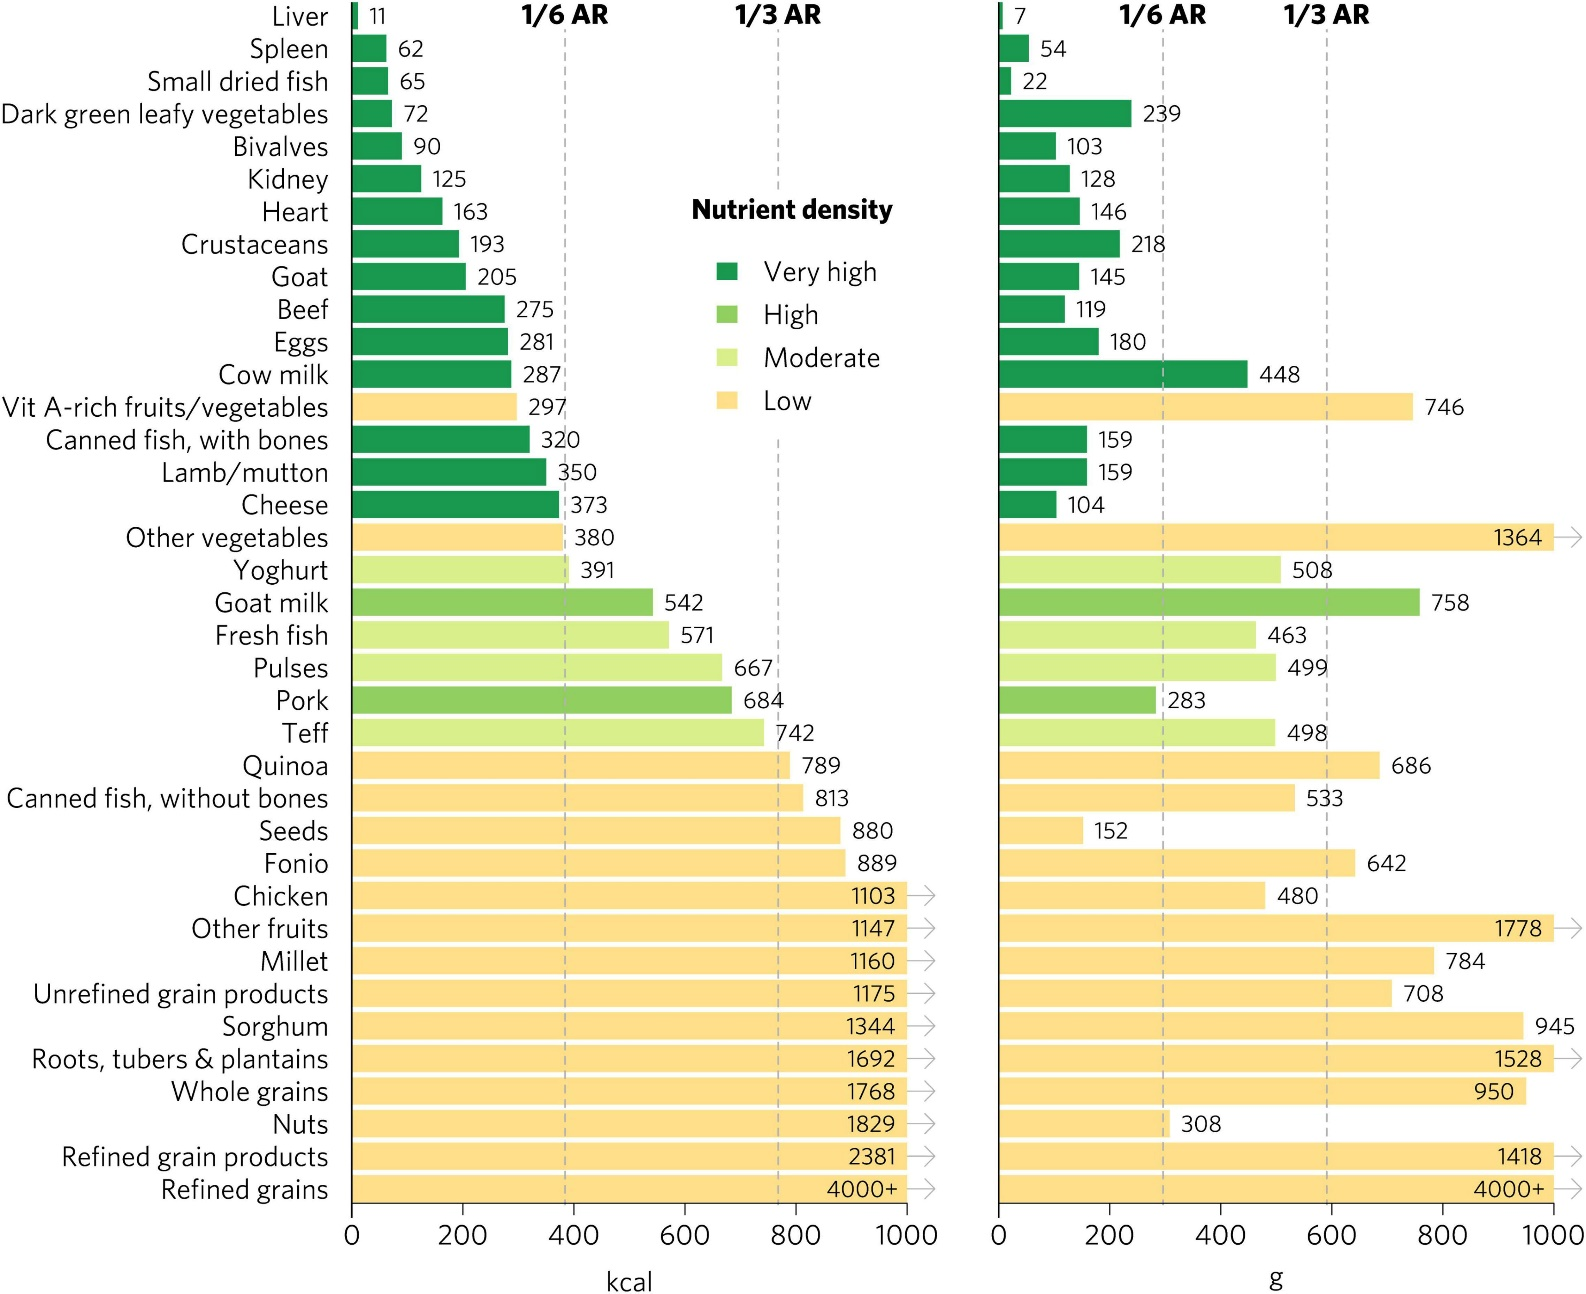 1/6 AR 1/3 AR 1/6 AR 1/3 AR
Liver 11 7
Spleen 62 54
Small dried fish 65 22
Dark green leafy vegetables 72 239
Bivalves 90 103
Kidney 125 128
Heart 163 146
Crustaceans 193 218
Goat 205 145
Beef 275 119
Eggs 281 180
Cow milk 287 448
Vit A-rich fruits/vegetables 297 746
Canned fish, with bones 320 159
Lamb/mutton 350 159
Cheese 373 104
Other vegetables 380 1364
Yoghurt 391 508
Goat milk 542 758
Fresh fish 571 463
Pulses 667 499
Pork 684 283
Teff 742 498
Quinoa 789 686
Canned fish, without bones 813 533
Seeds 880 152
Fonio 889 642
Chicken 1103 480
Other fruits 1147 1778
Millet 1160 784
Unrefined grain products 1175 708
Sorghum 1344 945
Roots, tubers & plantains 1692 1528
Whole grains 1768 950
Nuts 1829 308
Refined grain products 2381 1418
Refined grains 4000+ 4000+
Nutrient density
Very high
High
Moderate
Low
0 200 400 600 800 1000
kcal
0 200 400 600 800 1000
g